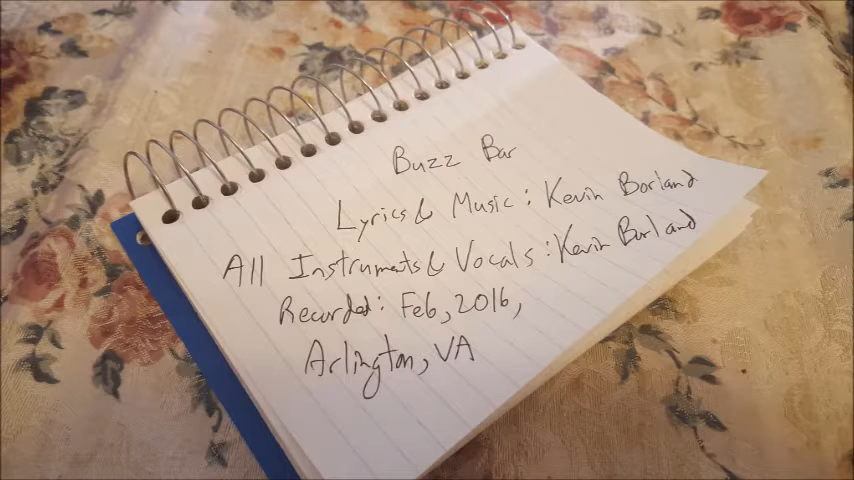 Buzz Bar
Lyrics & Music: Kevin Borland
All Instruments & Vocals: Kevin Borland
Recorded: Feb, 2016,
Arlington, VA